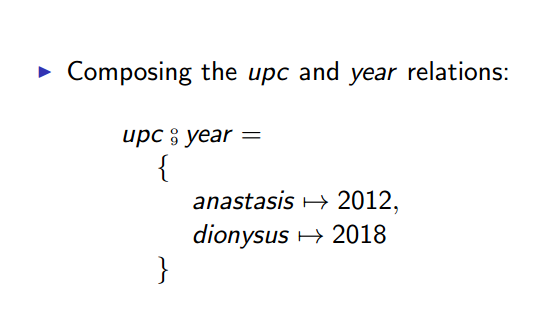 ▶ Composing the upc and year relations:
upc ⨾ year =
{
anastasis ↦ 2012,
dionysus ↦ 2018
}